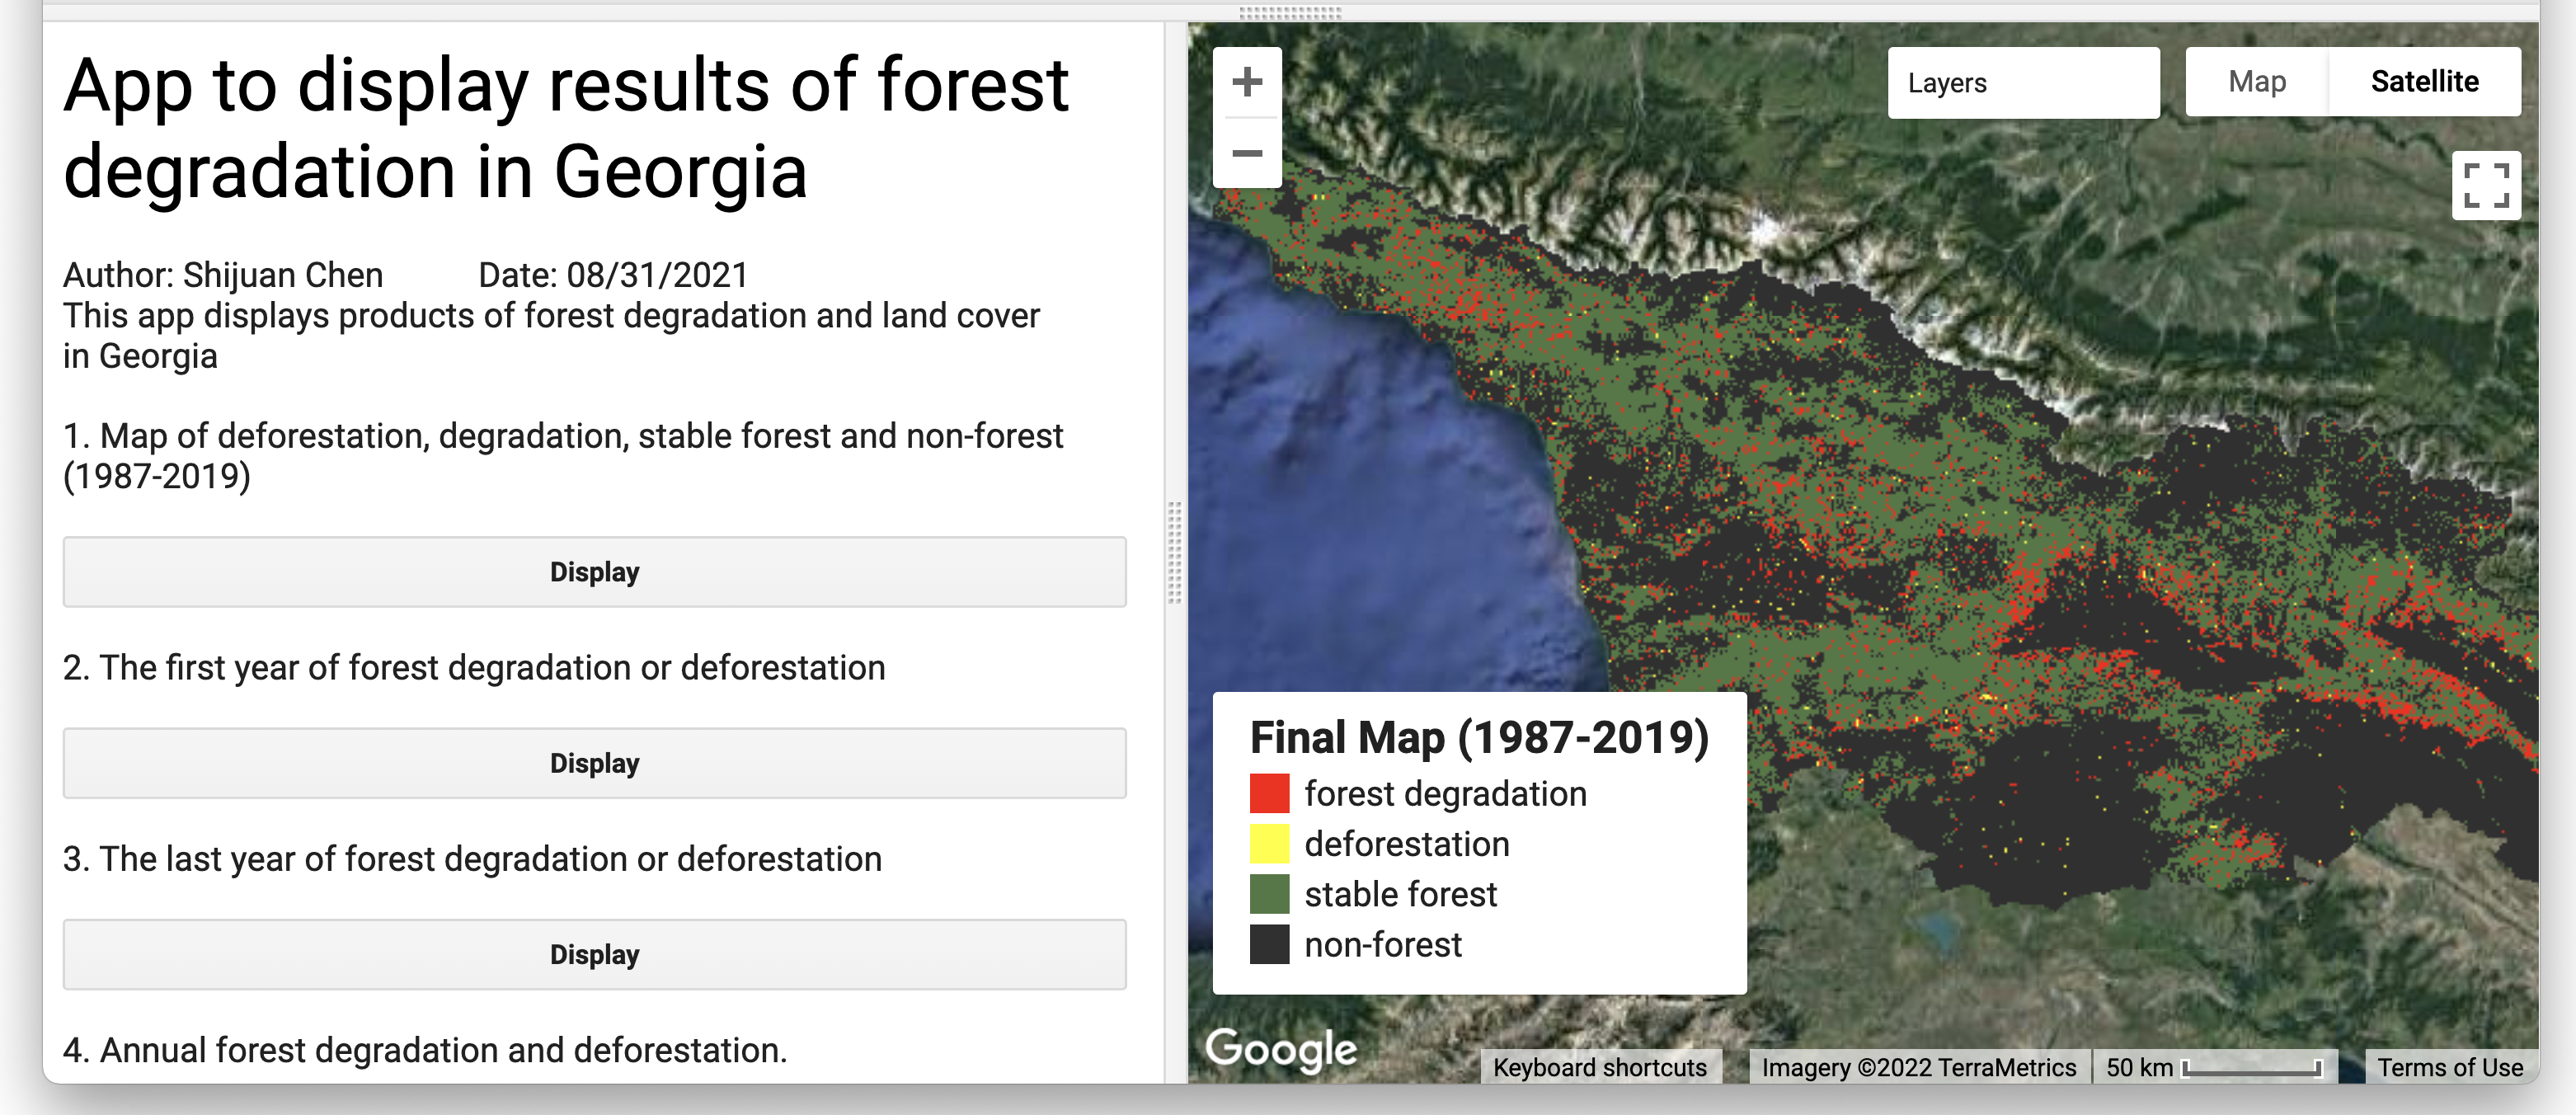 App to display results of forest
degradation in Georgia
Author: Shijuan Chen Date: 08/31/2021
This app displays products of forest degradation and land cover
in Georgia
1. Map of deforestation, degradation, stable forest and non-forest
(1987-2019)
Display
2. The first year of forest degradation or deforestation
Display
3. The last year of forest degradation or deforestation
Display
4. Annual forest degradation and deforestation.
+
−
Layers
Map Satellite
Final Map (1987-2019)
forest degradation
deforestation
stable forest
non-forest
Google
Keyboard shortcuts Imagery ©2022 TerraMetrics 50 km Terms of Use